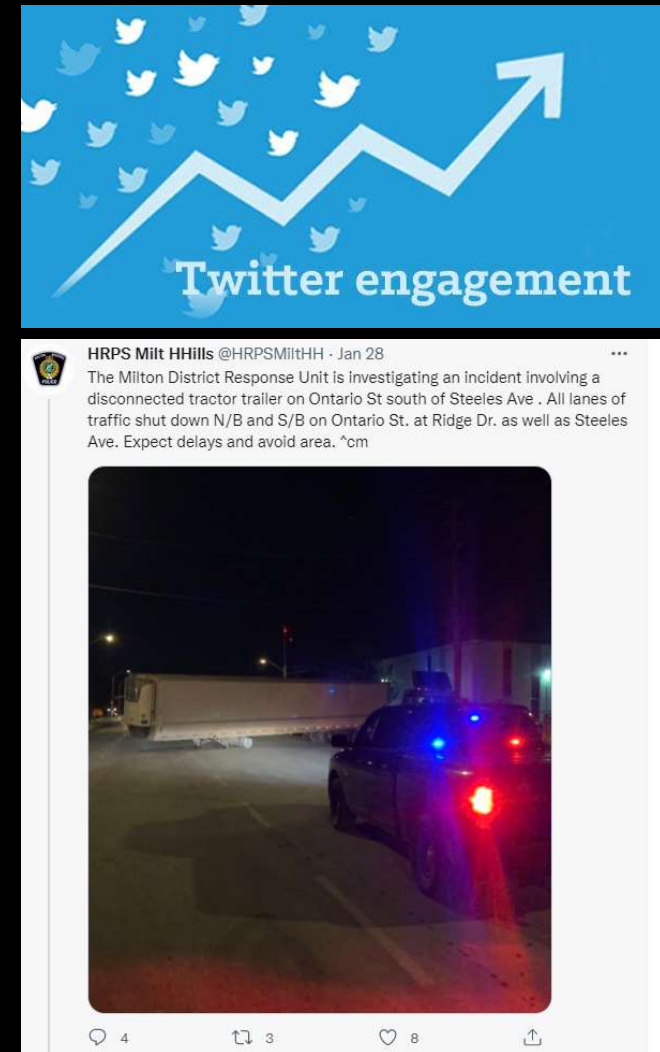 Twitter engagement
HRPS Milt HHills @HRPSMiltHH · Jan 28
The Milton District Response Unit is investigating an incident involving a
disconnected tractor trailer on Ontario St south of Steeles Ave . All lanes of
traffic shut down N/B and S/B on Ontario St. at Ridge Dr. as well as Steeles
Ave. Expect delays and avoid area. ^cm
4 3 8